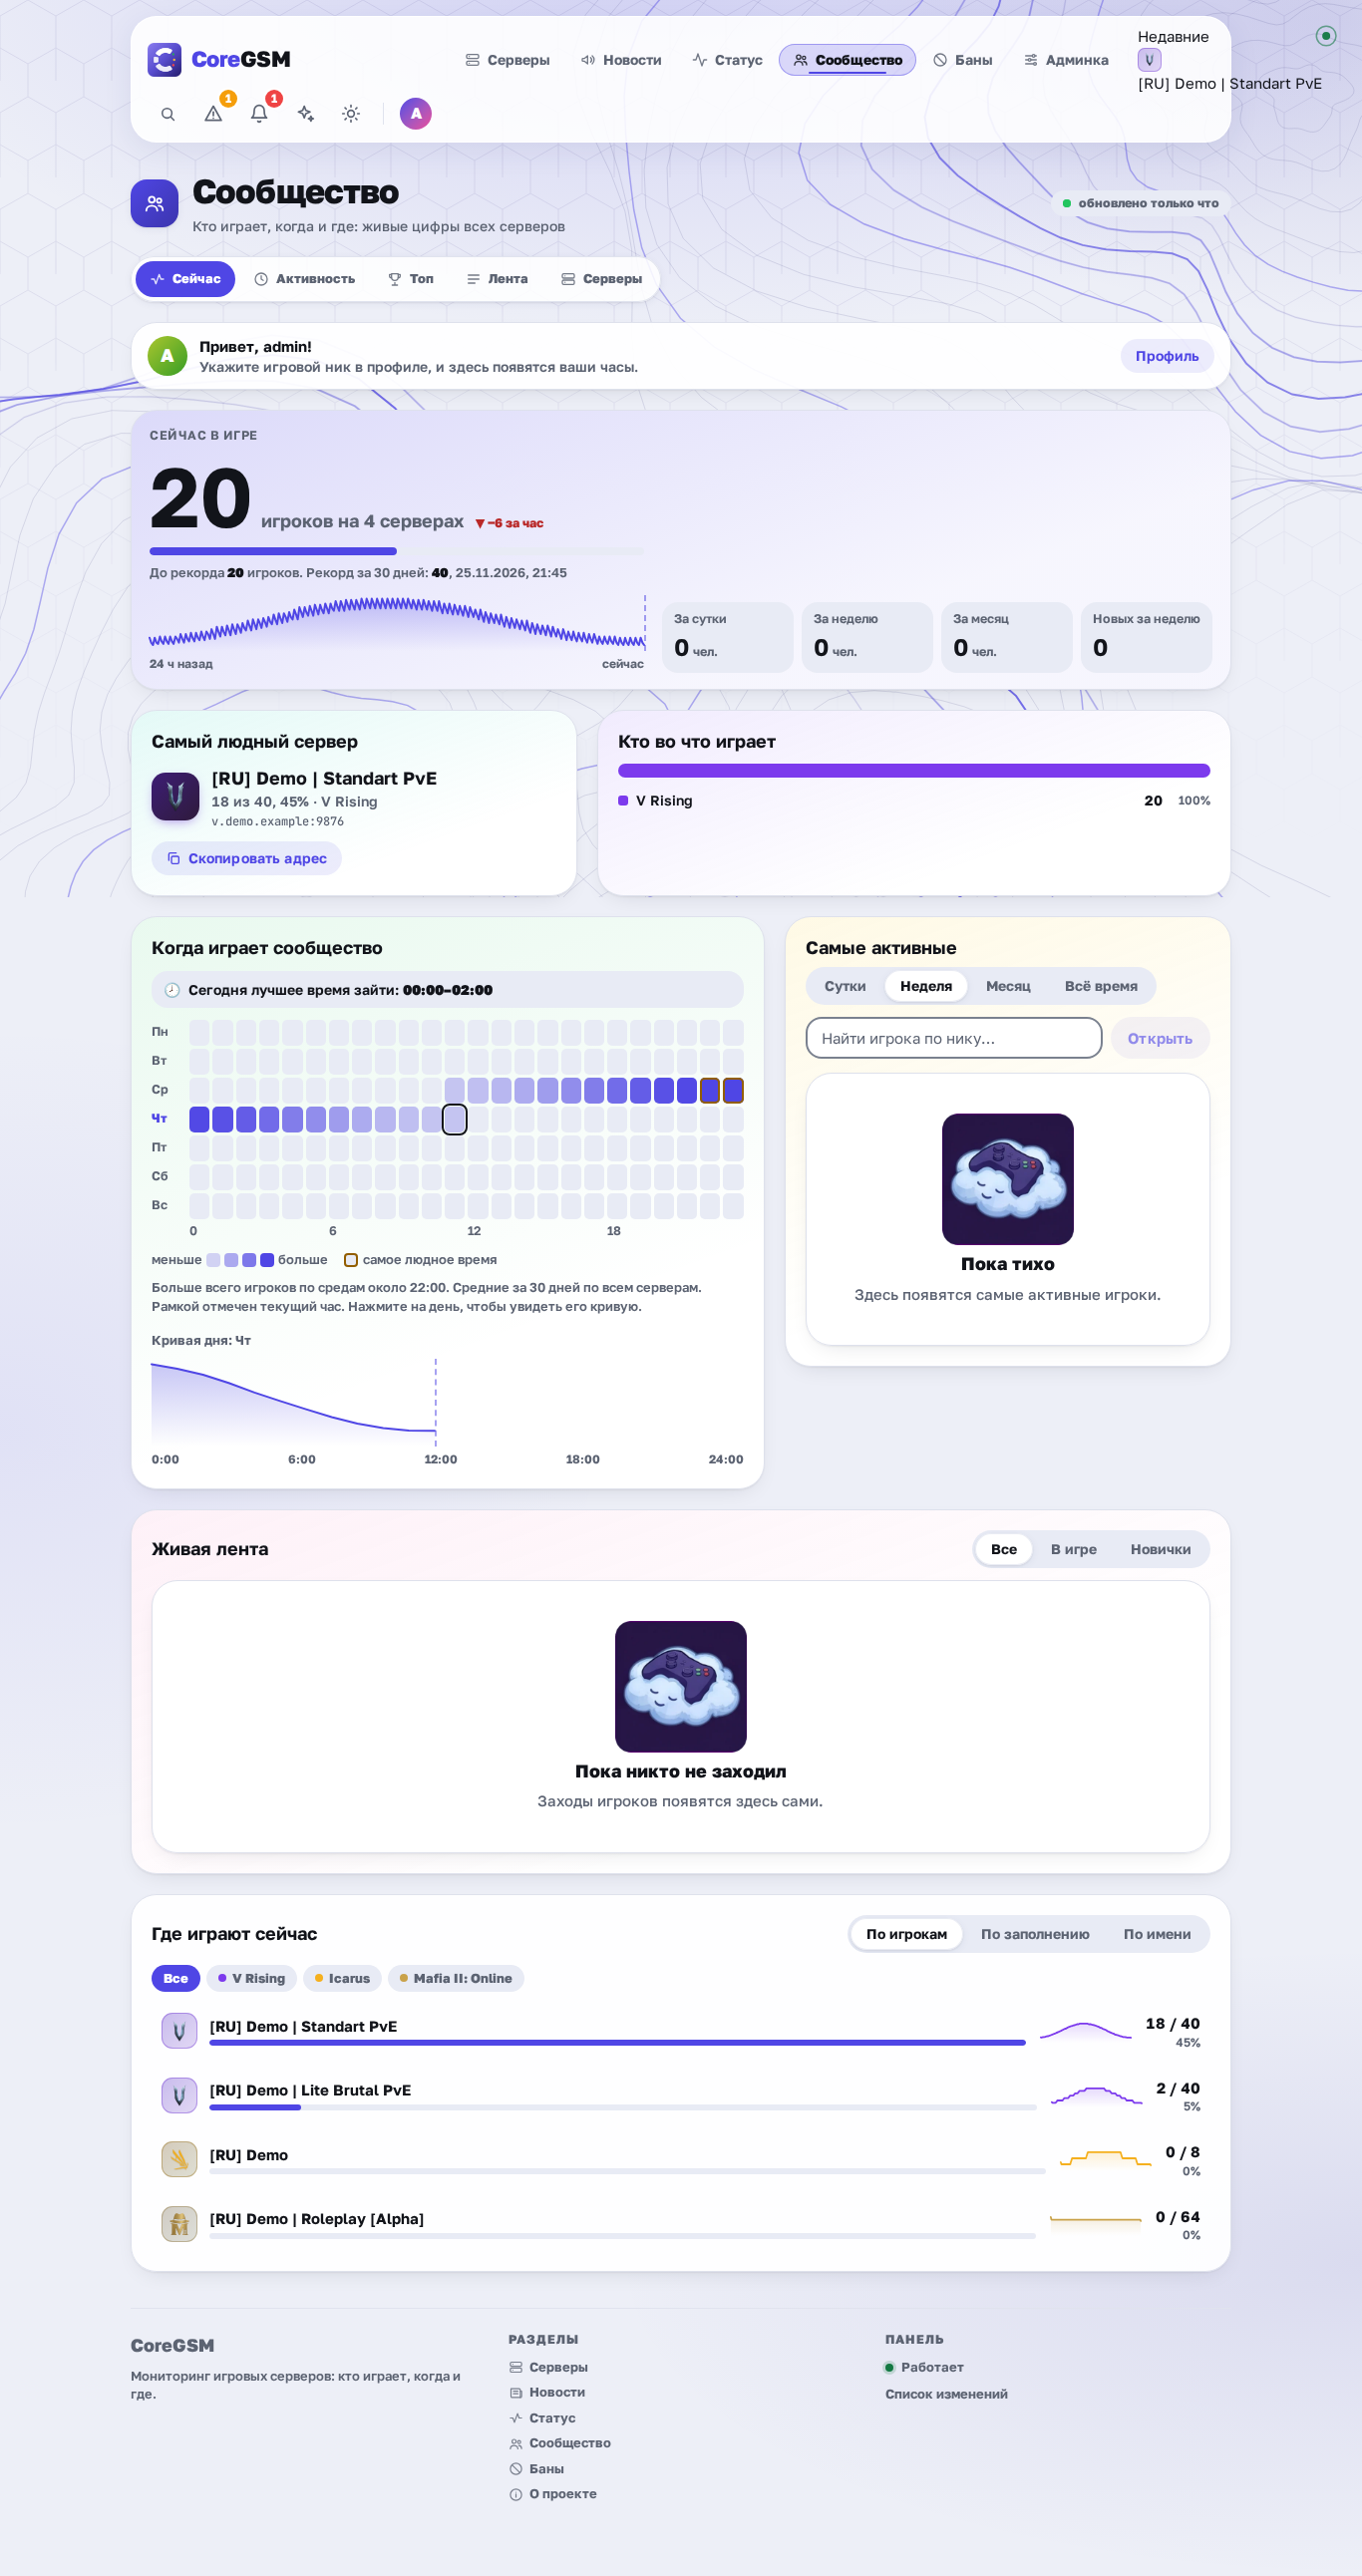 CoreGSM
Серверы
Новости
Статус
Сообщество
Баны
Админка
Недавние
[RU] Demo | Standart PvE
1
1
A
Сообщество
Кто играет, когда и где: живые цифры всех серверов
обновлено только что
Сейчас
Активность
Топ
Лента
Серверы
A
Привет, admin!
Укажите игровой ник в профиле, и здесь появятся ваши часы.
Профиль
СЕЙЧАС В ИГРЕ
20 игроков на 4 серверах ▼ −6 за час
До рекорда 20 игроков. Рекорд за 30 дней: 40, 25.11.2026, 21:45
24 ч назад
сейчас
За сутки
0 чел.
За неделю
0 чел.
За месяц
0 чел.
Новых за неделю
0
Самый людный сервер
[RU] Demo | Standart PvE
18 из 40, 45% · V Rising
v.demo.example:9876
Скопировать адрес
Кто во что играет
V Rising 20 100%
Когда играет сообщество
Сегодня лучшее время зайти: 00:00–02:00
Пн
Вт
Ср
Чт
Пт
Сб
Вс
0 6 12 18
меньше больше самое людное время
Больше всего игроков по средам около 22:00. Средние за 30 дней по всем серверам.
Рамкой отмечен текущий час. Нажмите на день, чтобы увидеть его кривую.
Кривая дня: Чт
0:00 6:00 12:00 18:00 24:00
Самые активные
Сутки
Неделя
Месяц
Всё время
Найти игрока по нику...
Открыть
Пока тихо
Здесь появятся самые активные игроки.
Живая лента
Все
В игре
Новички
Пока никто не заходил
Заходы игроков появятся здесь сами.
Где играют сейчас
По игрокам
По заполнению
По имени
Все
V Rising
Icarus
Mafia II: Online
[RU] Demo | Standart PvE
18 / 40
45%
[RU] Demo | Lite Brutal PvE
2 / 40
5%
[RU] Demo
0 / 8
0%
[RU] Demo | Roleplay [Alpha]
0 / 64
0%
CoreGSM
Мониторинг игровых серверов: кто играет, когда и
где.
РАЗДЕЛЫ
Серверы
Новости
Статус
Сообщество
Баны
О проекте
ПАНЕЛЬ
Работает
Список изменений